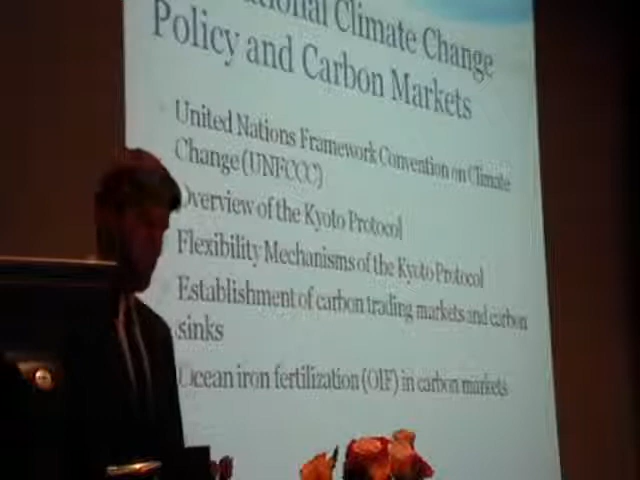 Climate Change
Policy and Carbon Markets
United Nations Framework Convention on Climate
Change (UNFCCC)
Overview of the Kyoto Protocol
Flexibility Mechanisms of the Kyoto Protocol
Establishment of carbon trading markets and carbon
sinks
Ocean iron fertilization (OIF) in carbon markets